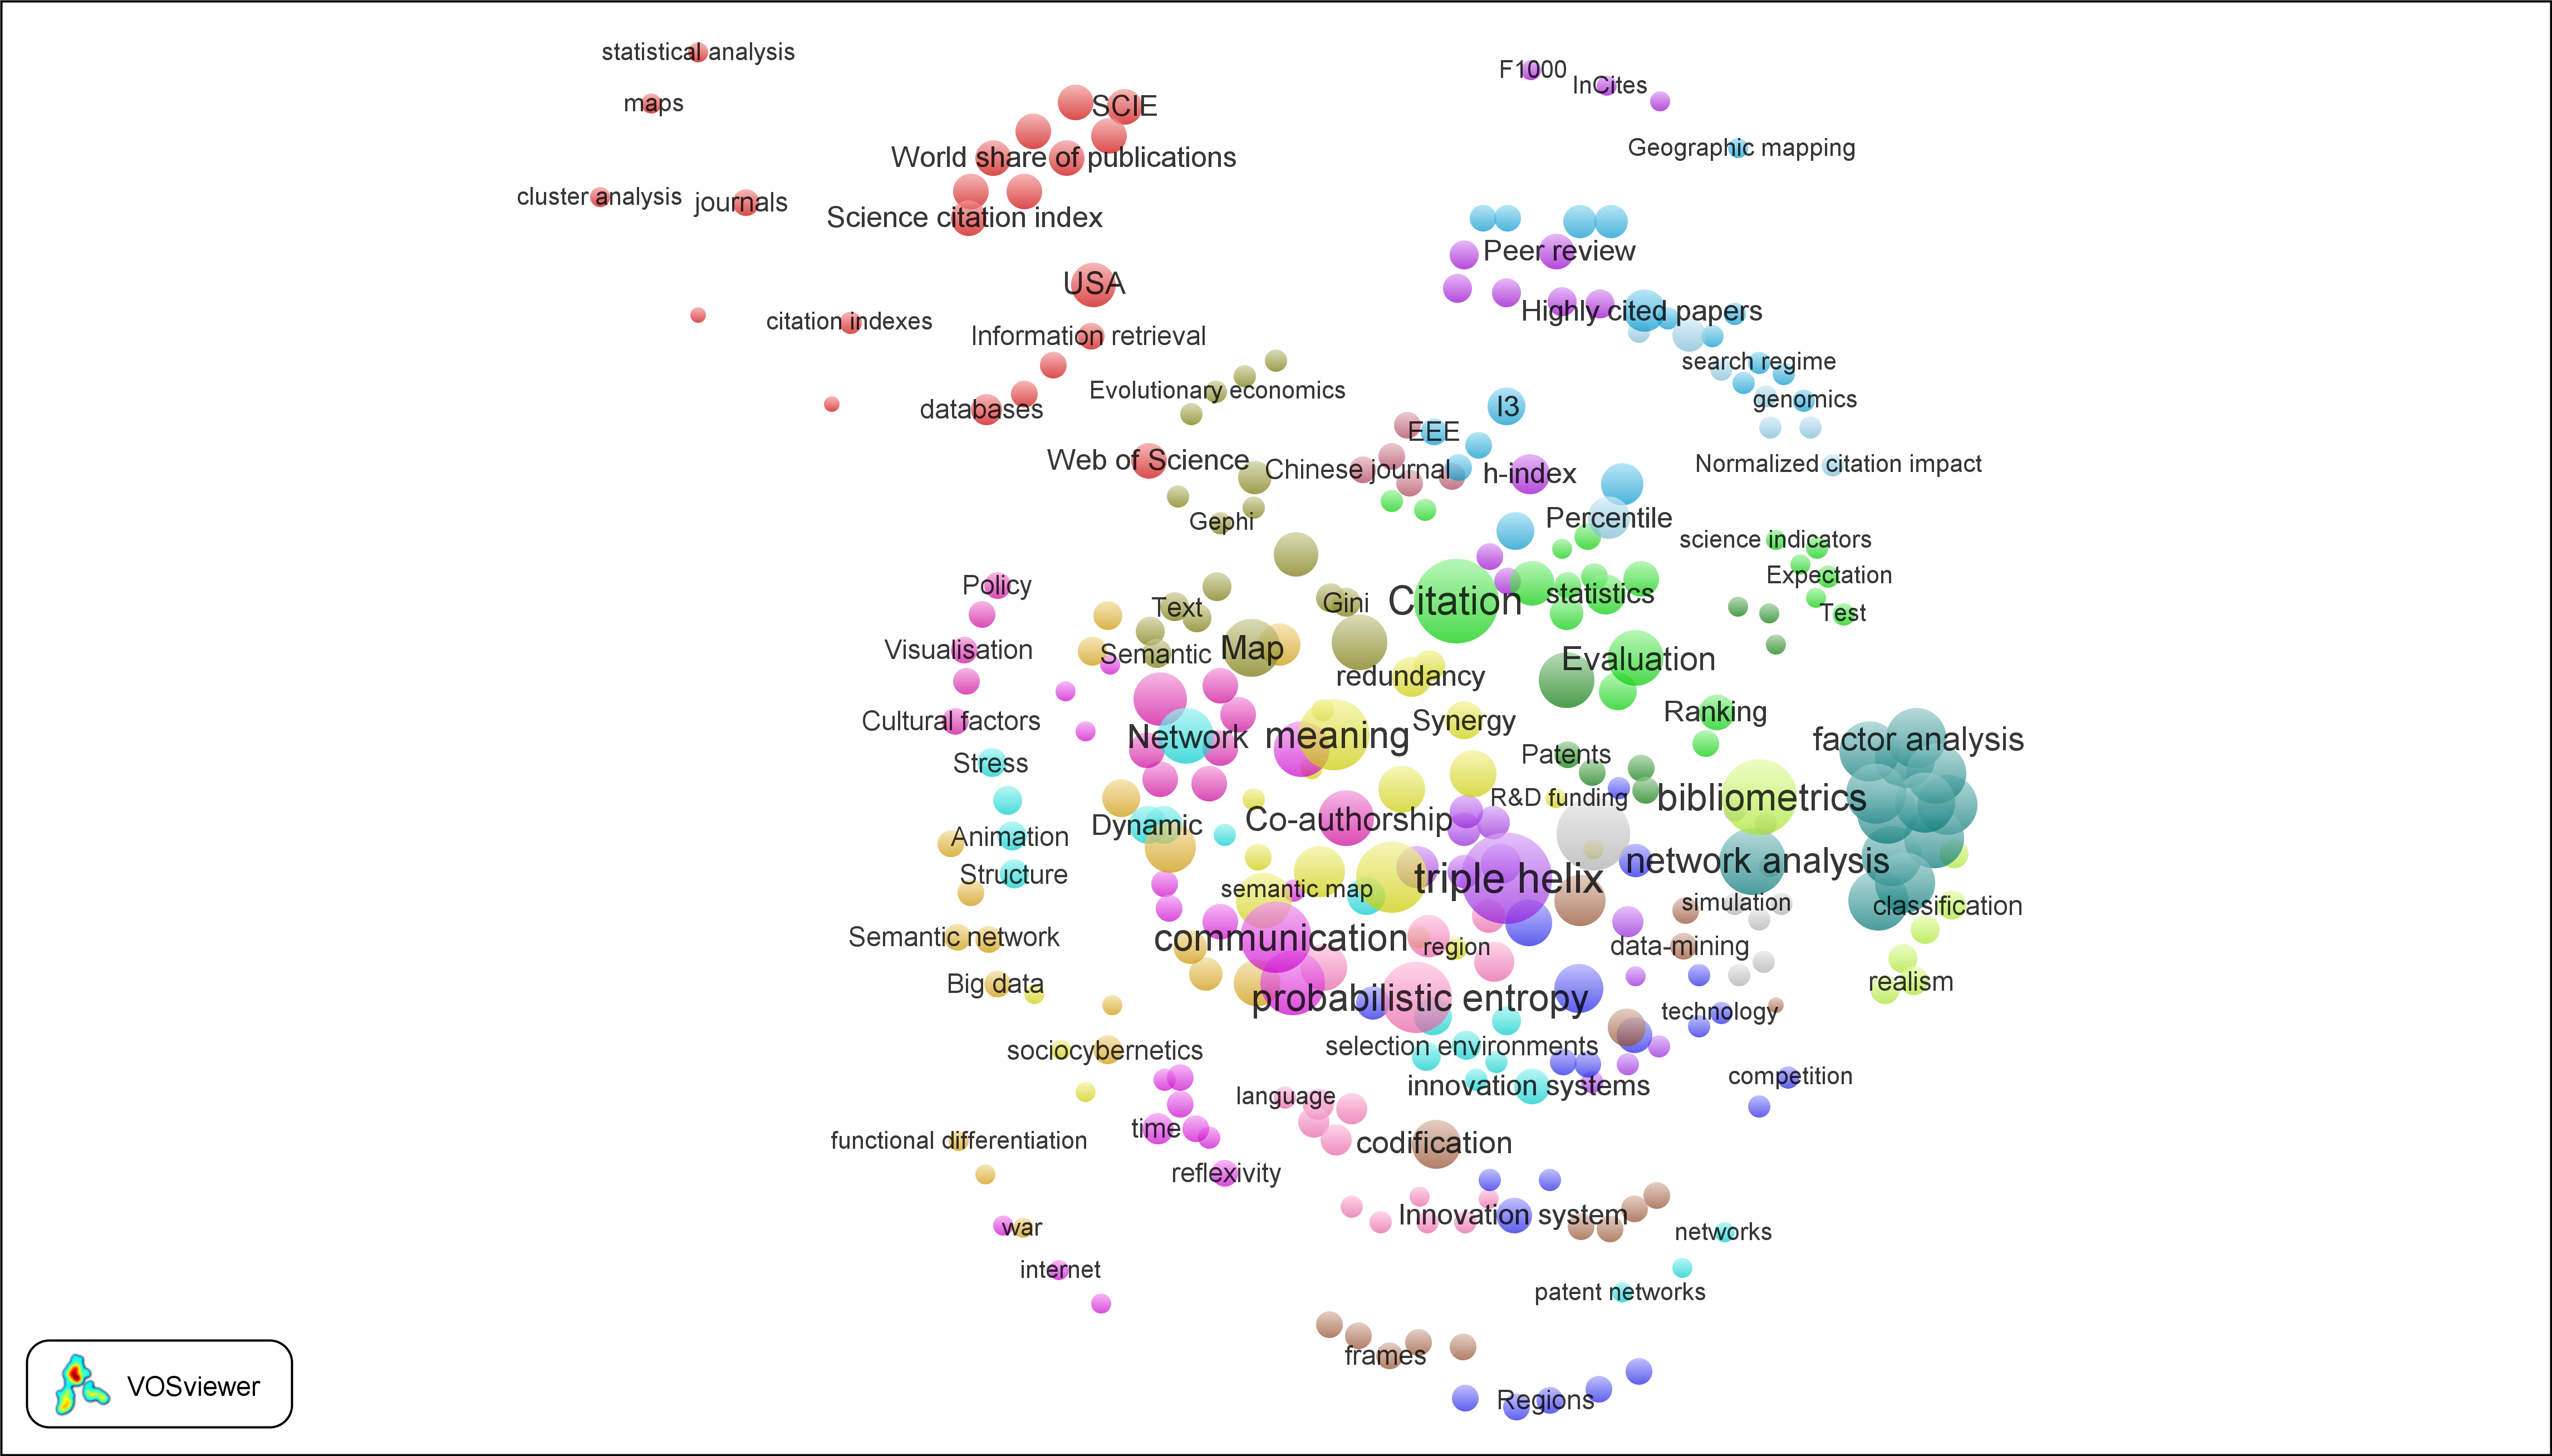 statistical analysis
F1000
InCites
maps
SCIE
Geographic mapping
World share of publications
cluster analysis
journals
Science citation index
Peer review
USA
Highly cited papers
citation indexes
Information retrieval
search regime
Evolutionary economics
genomics
databases
I3
EEE
Web of Science
Chinese journal
h-index
Normalized citation impact
Gephi
Percentile
science indicators
Policy
Expectation
Text
Gini
Citation
statistics
Test
Visualisation
Semantic
Map
redundancy
Evaluation
Cultural factors
Ranking
Network
meaning
Synergy
factor analysis
Stress
Patents
R&D funding
bibliometrics
Dynamic
Co-authorship
Animation
Structure
semantic map
triple helix
network analysis
simulation
classification
Semantic network
communication
region
data-mining
Big data
probabilistic entropy
realism
technology
sociocybernetics
selection environments
innovation systems
competition
language
time
functional differentiation
codification
reflexivity
war
Innovation system
networks
internet
patent networks
frames
Regions
VOSviewer